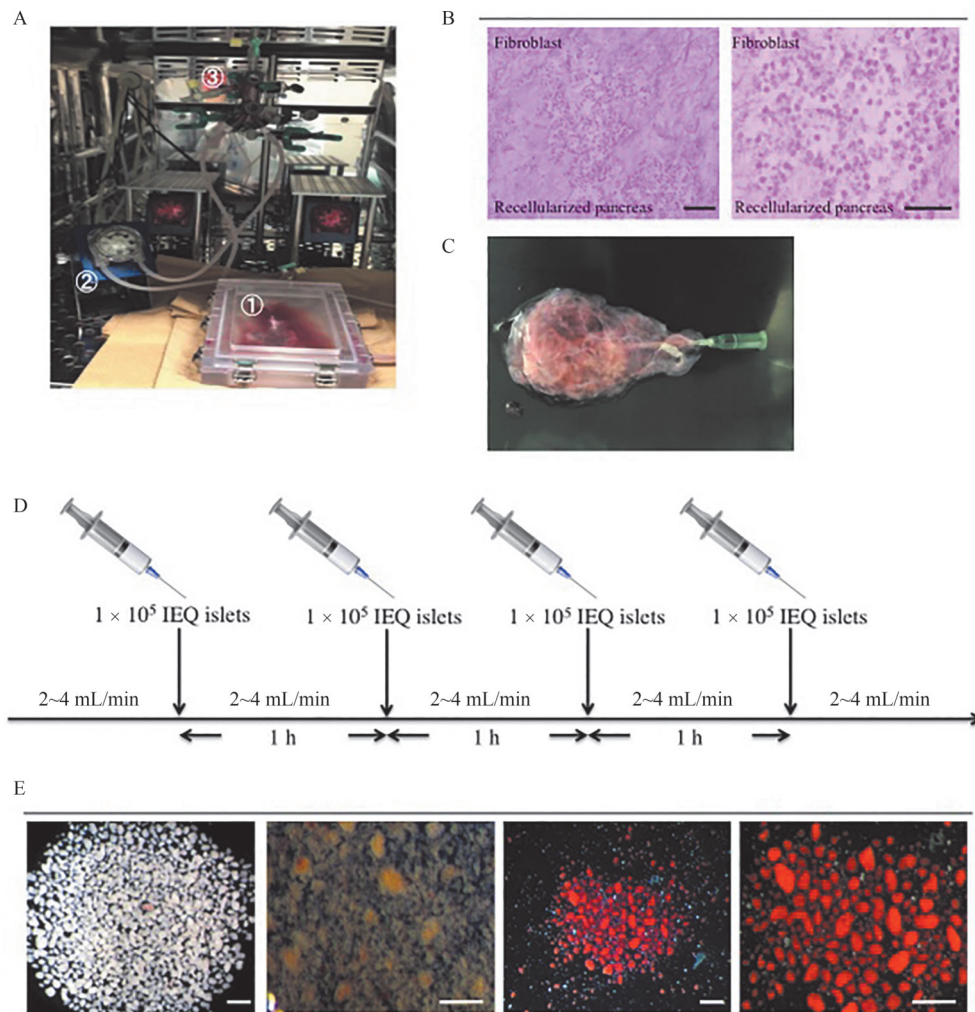 A
③
②
①
B
Fibroblast
Recellularized pancreas
Fibroblast
Recellularized pancreas
C
D
1 × 10⁵ IEQ islets
1 × 10⁵ IEQ islets
1 × 10⁵ IEQ islets
1 × 10⁵ IEQ islets
2~4 mL/min
2~4 mL/min
2~4 mL/min
2~4 mL/min
2~4 mL/min
1 h
1 h
1 h
E